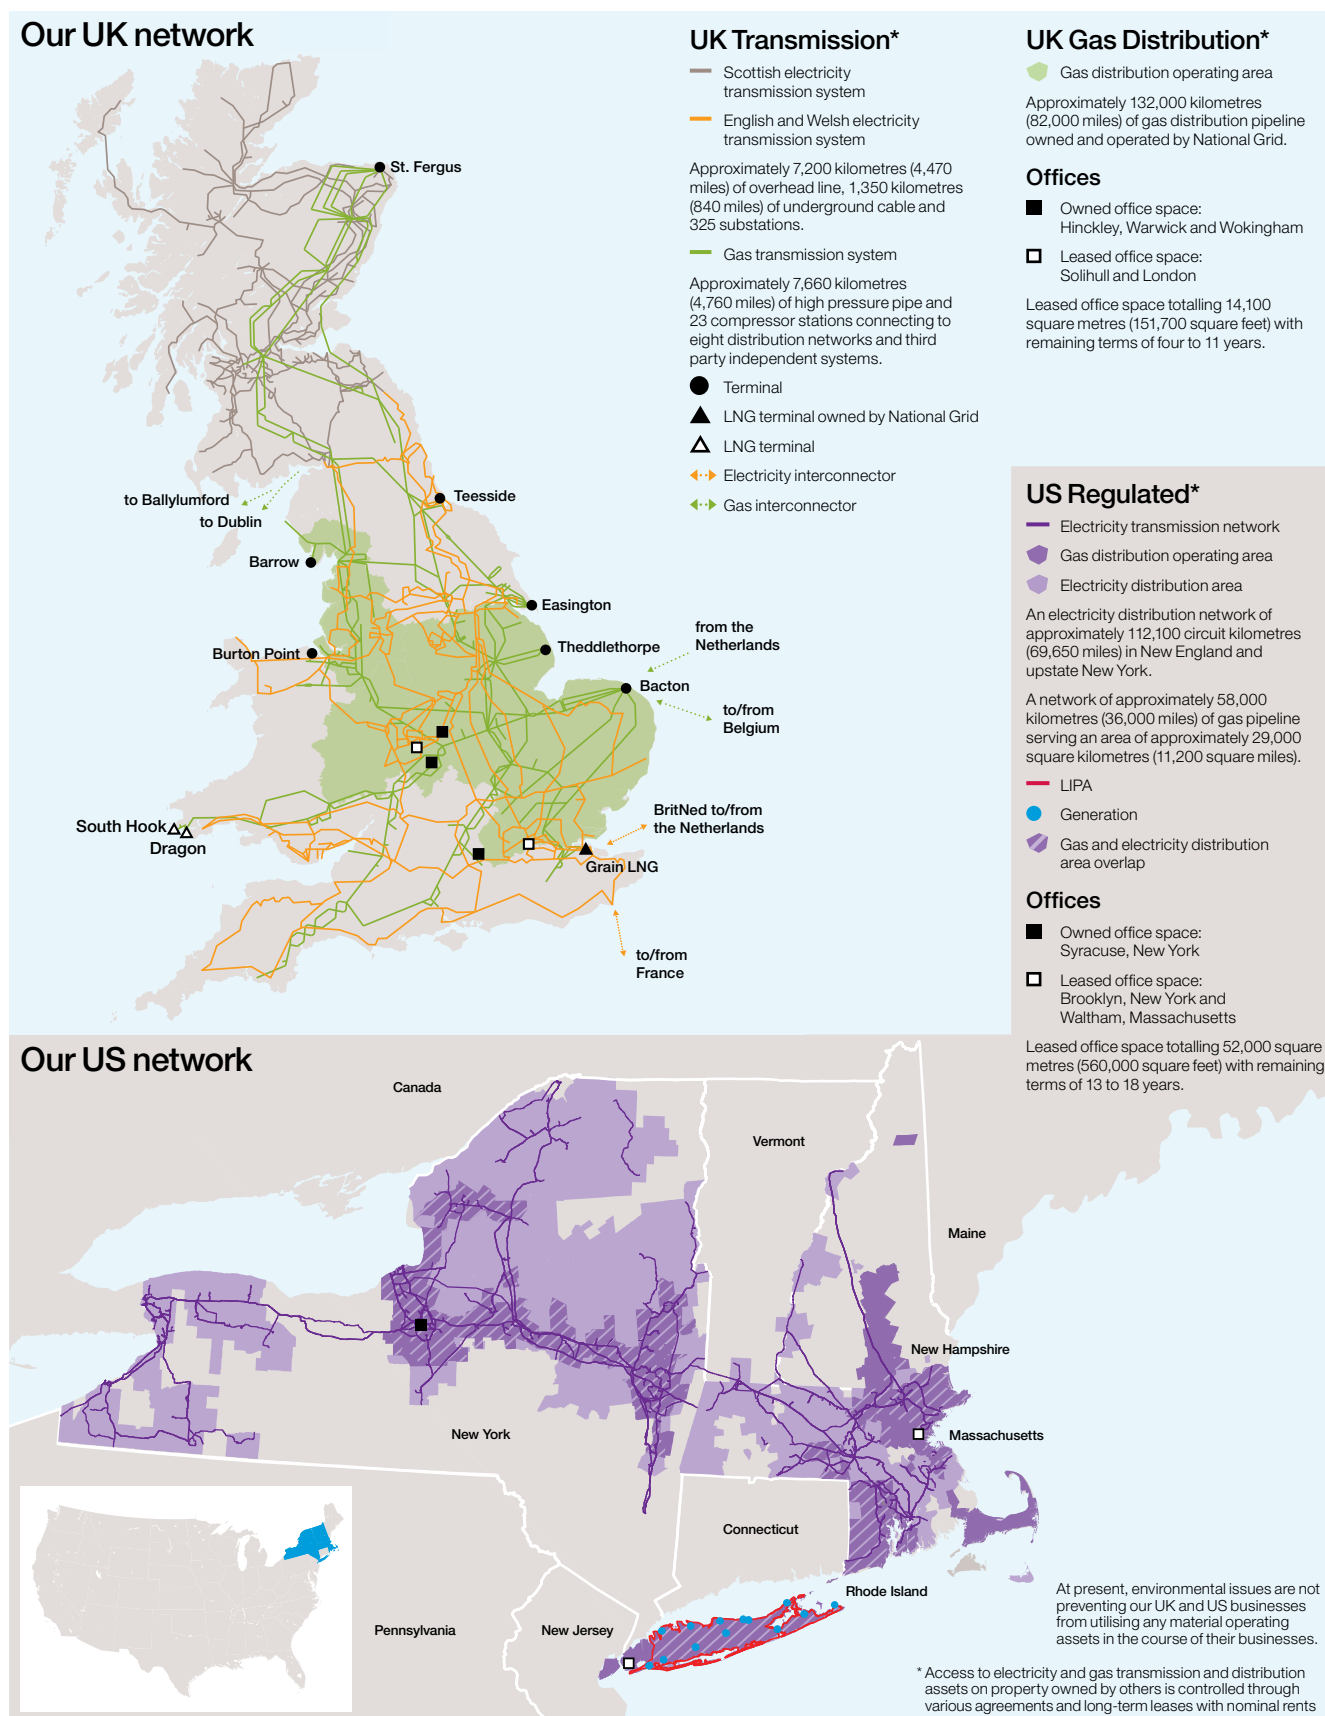 Our UK network
St. Fergus
to Ballylumford
to Dublin
Teesside
Barrow
Easington
Theddlethorpe
Burton Point
from the
Netherlands
Bacton
to/from
Belgium
South Hook
Dragon
BritNed to/from
the Netherlands
Grain LNG
to/from
France
UK Transmission*
Scottish electricity
transmission system
English and Welsh electricity
transmission system
Approximately 7,200 kilometres (4,470
miles) of overhead line, 1,350 kilometres
(840 miles) of underground cable and
325 substations.
Gas transmission system
Approximately 7,660 kilometres
(4,760 miles) of high pressure pipe and
23 compressor stations connecting to
eight distribution networks and third
party independent systems.
Terminal
LNG terminal owned by National Grid
LNG terminal
Electricity interconnector
Gas interconnector
UK Gas Distribution*
Gas distribution operating area
Approximately 132,000 kilometres
(82,000 miles) of gas distribution pipeline
owned and operated by National Grid.
Offices
Owned office space:
Hinckley, Warwick and Wokingham
Leased office space:
Solihull and London
Leased office space totalling 14,100
square metres (151,700 square feet) with
remaining terms of four to 11 years.
US Regulated*
Electricity transmission network
Gas distribution operating area
Electricity distribution area
An electricity distribution network of
approximately 112,100 circuit kilometres
(69,650 miles) in New England and
upstate New York.
A network of approximately 58,000
kilometres (36,000 miles) of gas pipeline
serving an area of approximately 29,000
square kilometres (11,200 square miles).
LIPA
Generation
Gas and electricity distribution
area overlap
Offices
Owned office space:
Syracuse, New York
Leased office space:
Brooklyn, New York and
Waltham, Massachusetts
Leased office space totalling 52,000 square
metres (560,000 square feet) with remaining
terms of 13 to 18 years.
Our US network
Canada
Vermont
Maine
New Hampshire
New York
Massachusetts
Connecticut
Rhode Island
Pennsylvania
New Jersey
At present, environmental issues are not
preventing our UK and US businesses
from utilising any material operating
assets in the course of their businesses.
* Access to electricity and gas transmission and distribution
assets on property owned by others is controlled through
various agreements and long-term leases with nominal rents